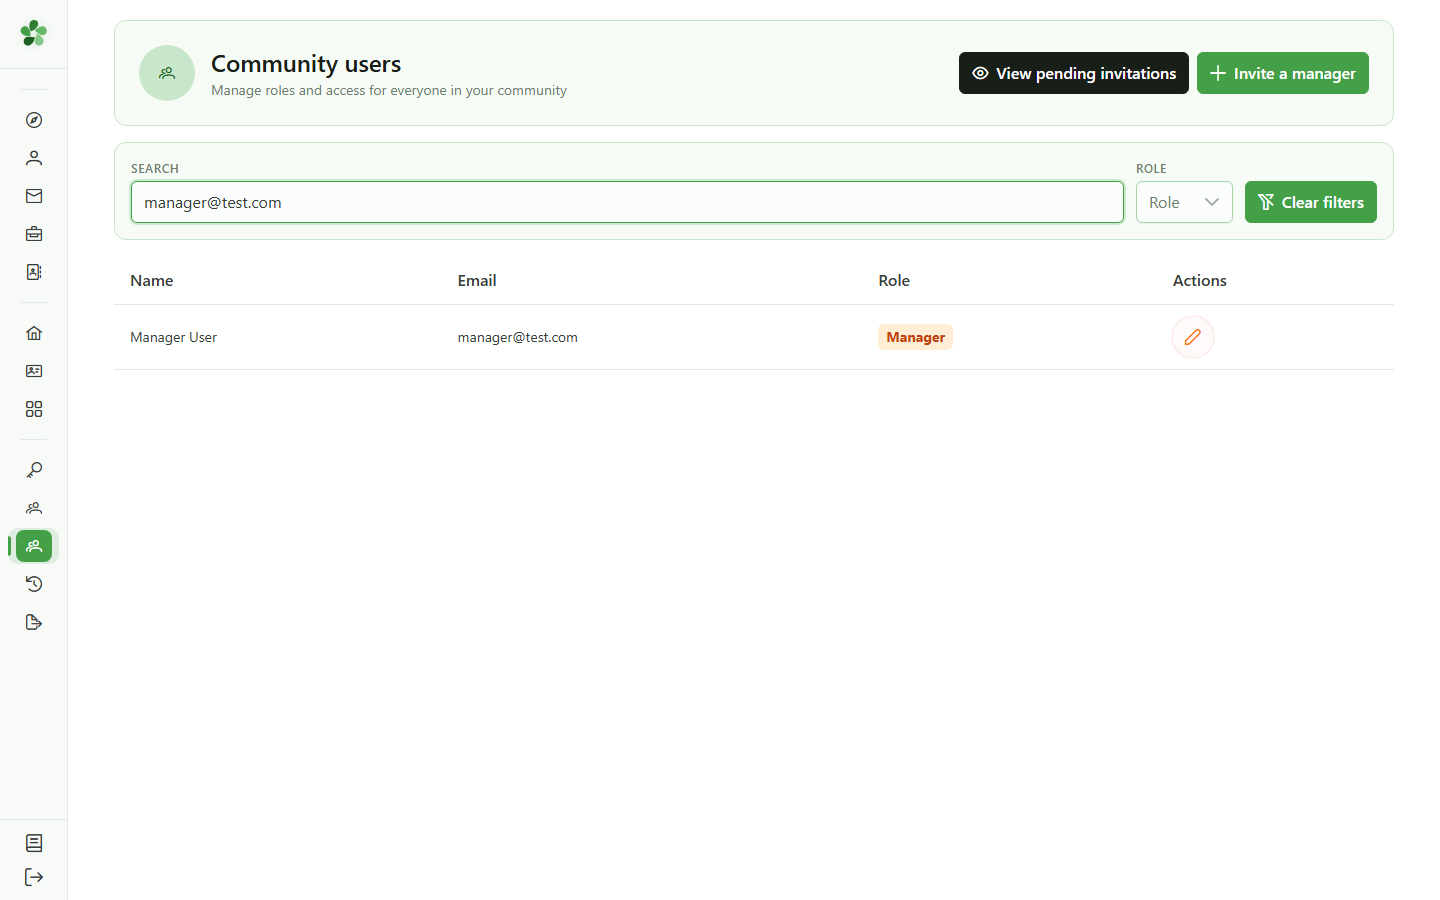 Community users
Manage roles and access for everyone in your community
View pending invitations
Invite a manager
SEARCH
manager@test.com
ROLE
Role
Clear filters
Name Email Role Actions
Manager User manager@test.com Manager